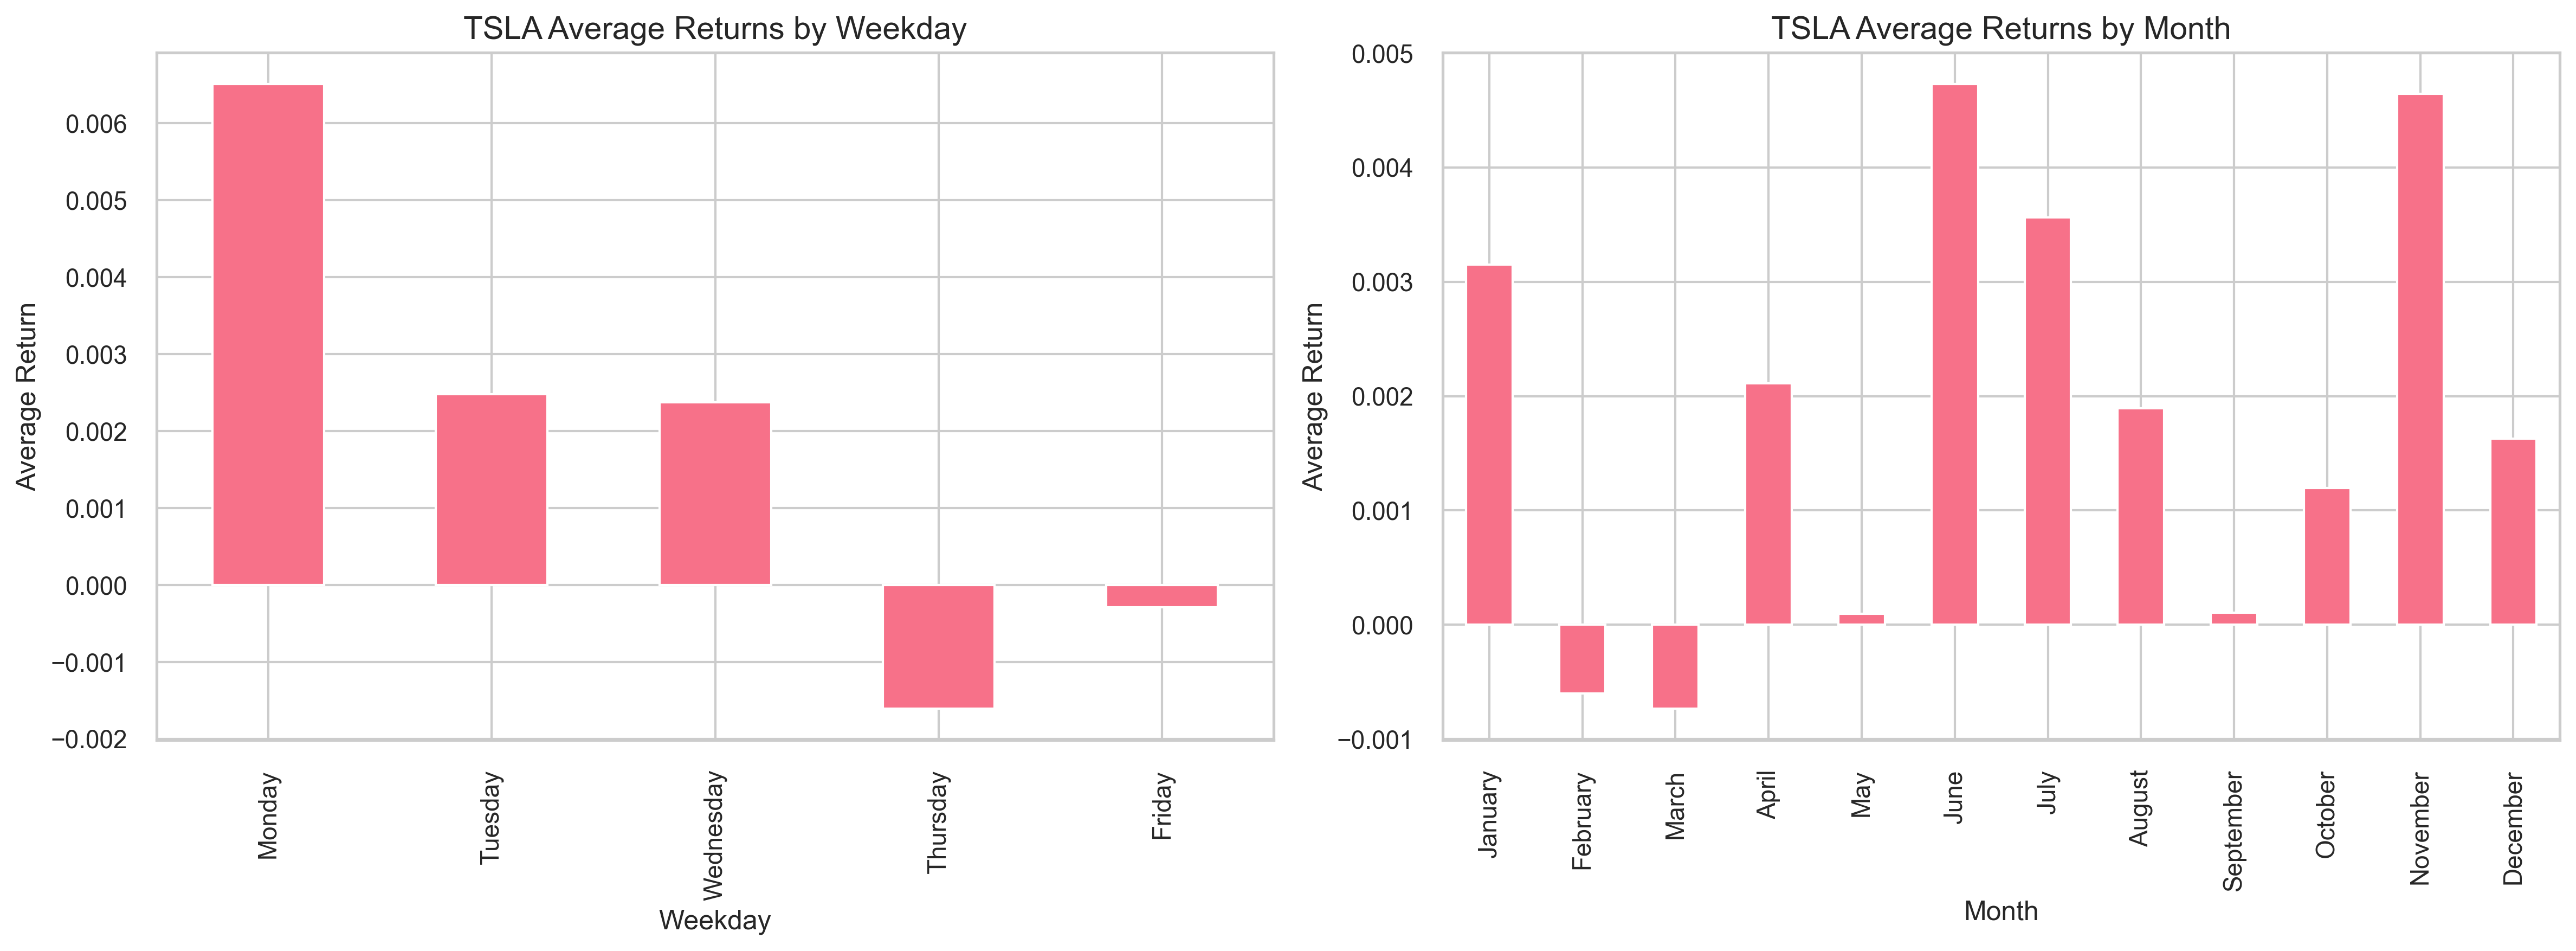 TSLA Average Returns by Weekday
Average Return
0.006
0.005
0.004
0.003
0.002
0.001
0.000
−0.001
−0.002
Monday
Tuesday
Wednesday
Thursday
Friday
Weekday
TSLA Average Returns by Month
Average Return
0.005
0.004
0.003
0.002
0.001
0.000
−0.001
January
February
March
April
May
June
July
August
September
October
November
December
Month